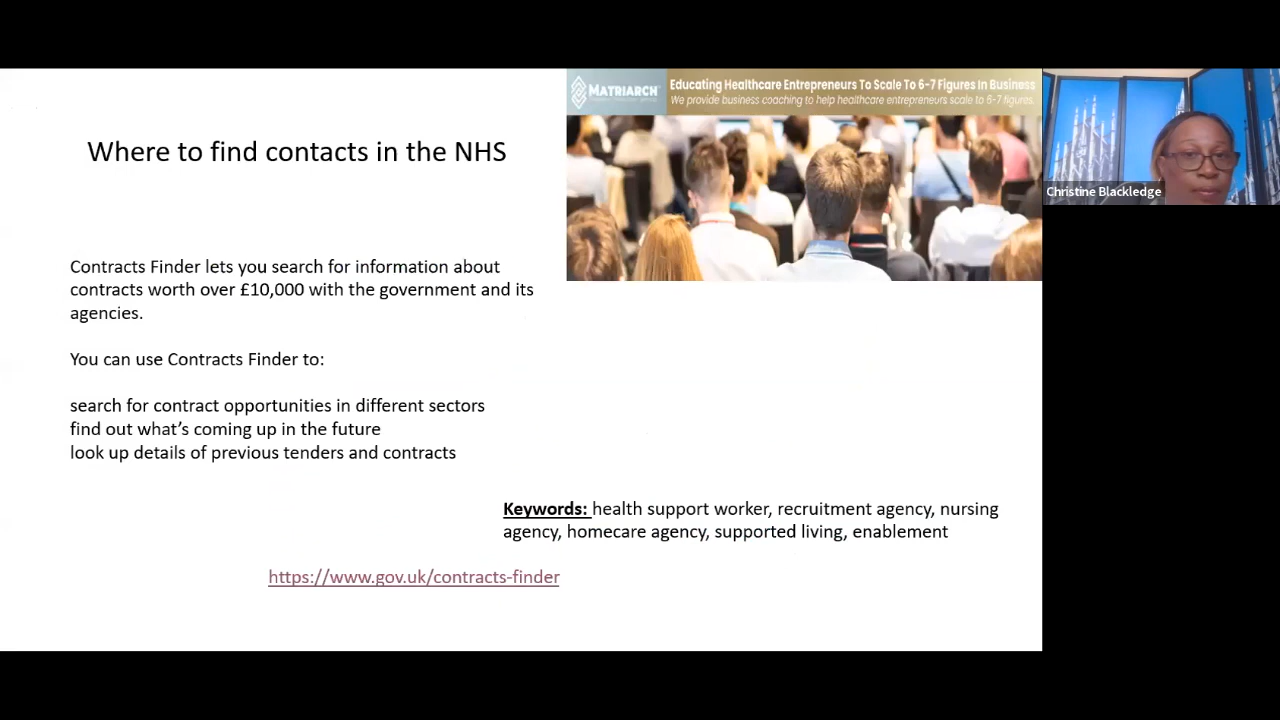 MATRIARCH
Educating Healthcare Entrepreneurs To Scale To 6-7 Figures In Business
We provide business coaching to help healthcare entrepreneurs scale to 6-7 figures.
Christine Blackledge
Where to find contacts in the NHS
Contracts Finder lets you search for information about
contracts worth over £10,000 with the government and its
agencies.
You can use Contracts Finder to:
search for contract opportunities in different sectors
find out what’s coming up in the future
look up details of previous tenders and contracts
Keywords: health support worker, recruitment agency, nursing
agency, homecare agency, supported living, enablement
https://www.gov.uk/contracts-finder